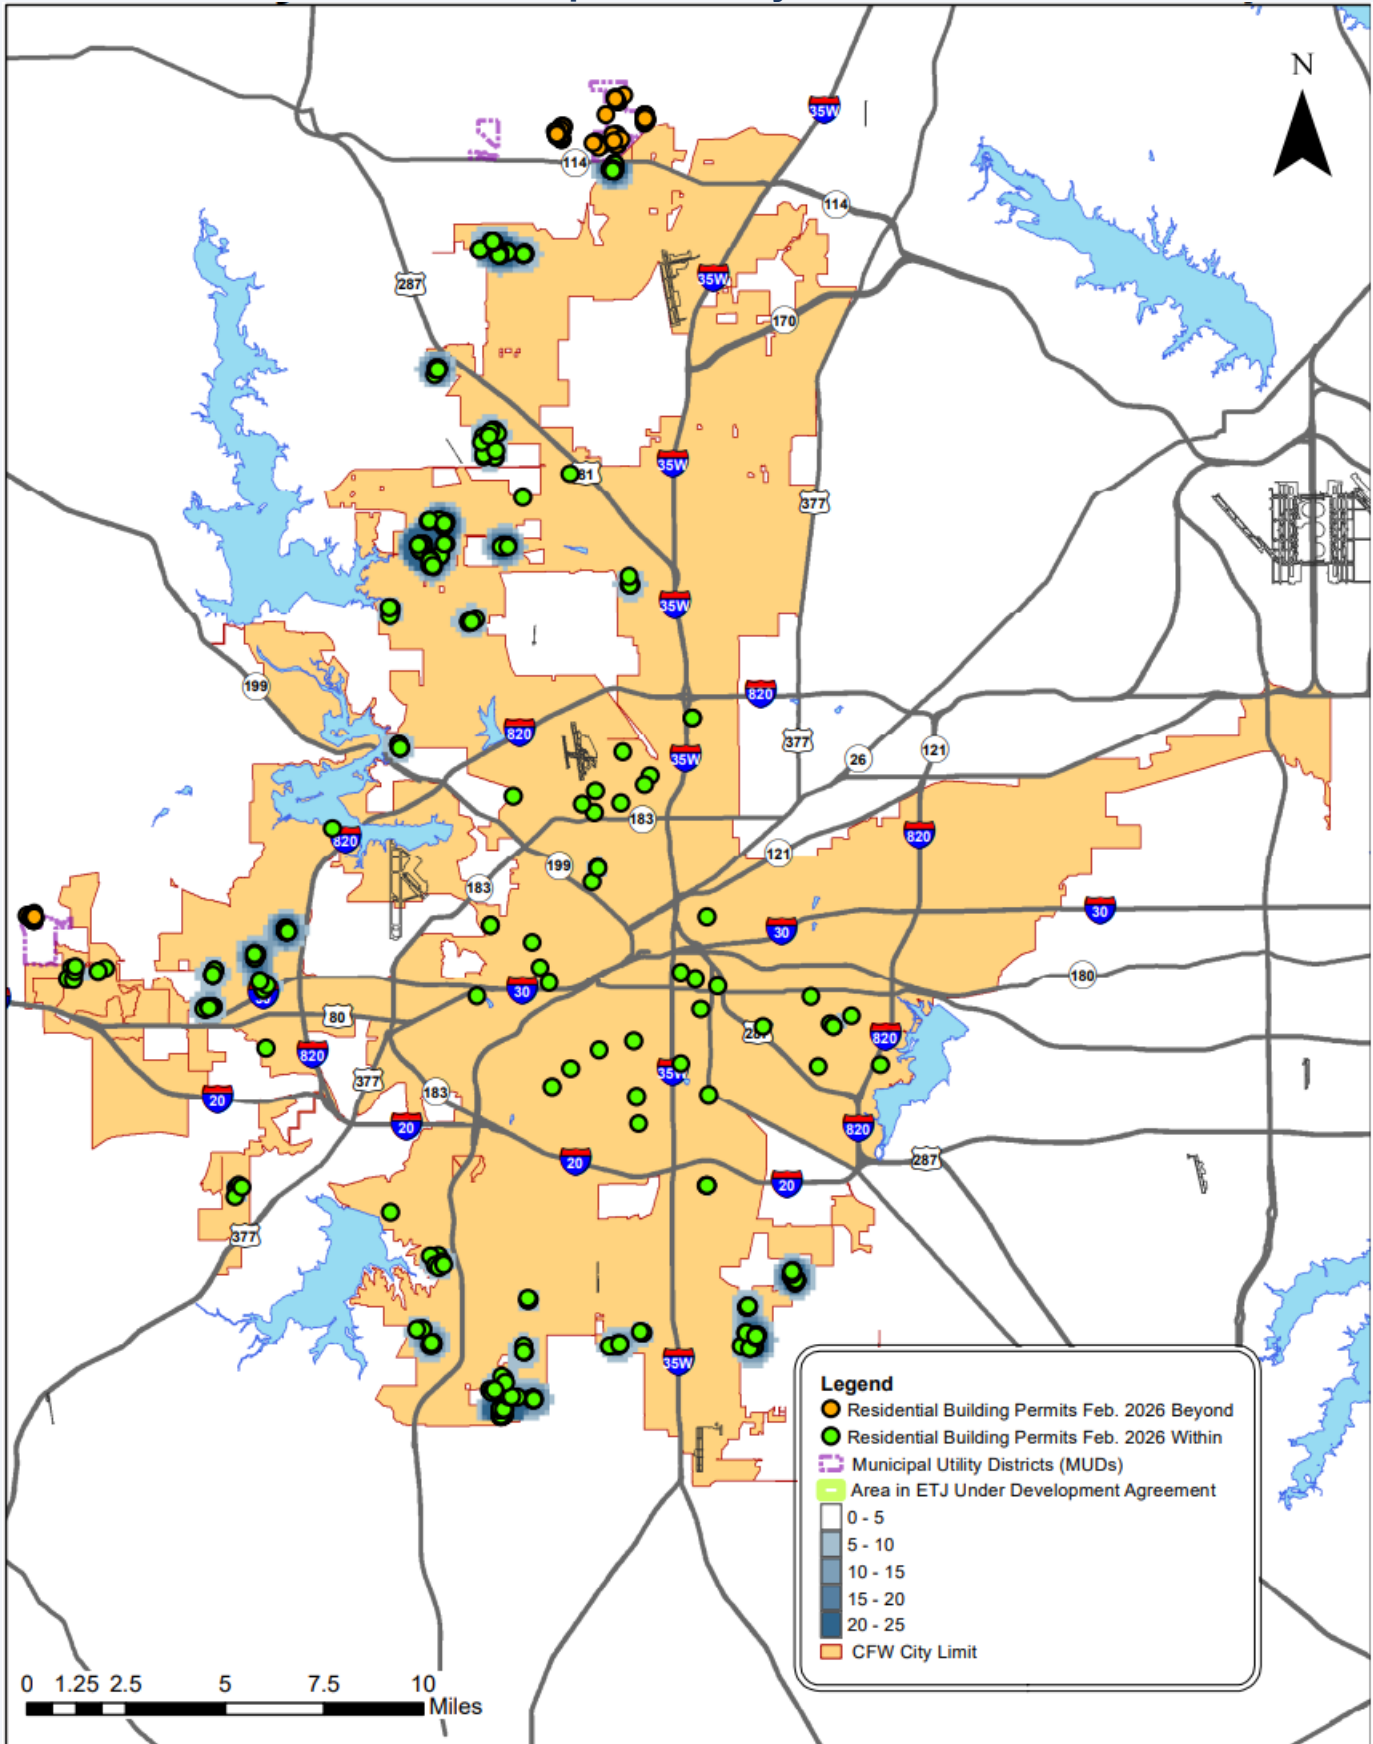 N
35W
114
114
287
35W
170
81
35W
377
35W
199
820
820
377
35W
26
121
183
820
820
121
199
183
30
30
30
180
80
287
820
820
35W
377
183
20
20
820
20
287
20
377
35W
Legend
Residential Building Permits Feb. 2026 Beyond
Residential Building Permits Feb. 2026 Within
Municipal Utility Districts (MUDs)
Area in ETJ Under Development Agreement
0 - 5
5 - 10
10 - 15
15 - 20
20 - 25
CFW City Limit
0 1.25 2.5 5 7.5 10
Miles